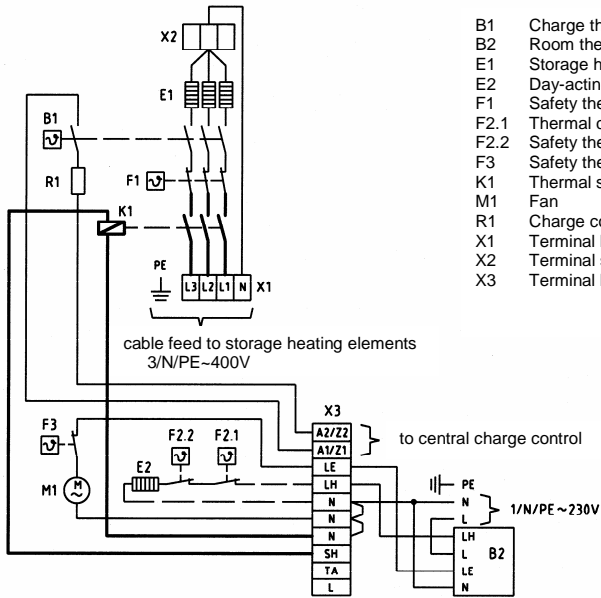 X2
E1
B1
R1
F1
K1
PE
L3 L2 L1 N X1
cable feed to storage heating elements
3/N/PE~400V
B1 Charge th
B2 Room the
E1 Storage h
E2 Day-actin
F1 Safety the
F2.1 Thermal c
F2.2 Safety the
F3 Safety the
K1 Thermal s
M1 Fan
R1 Charge co
X1 Terminal
X2 Terminal s
X3 Terminal
X3
A2/Z2
A1/Z1
LE
LH
N
N
N
SH
TA
L
to central charge control
F3
M1
M
~
E2
F2.2
F2.1
PE
N
L
1/N/PE~230V
LH
L
LE
N
B2